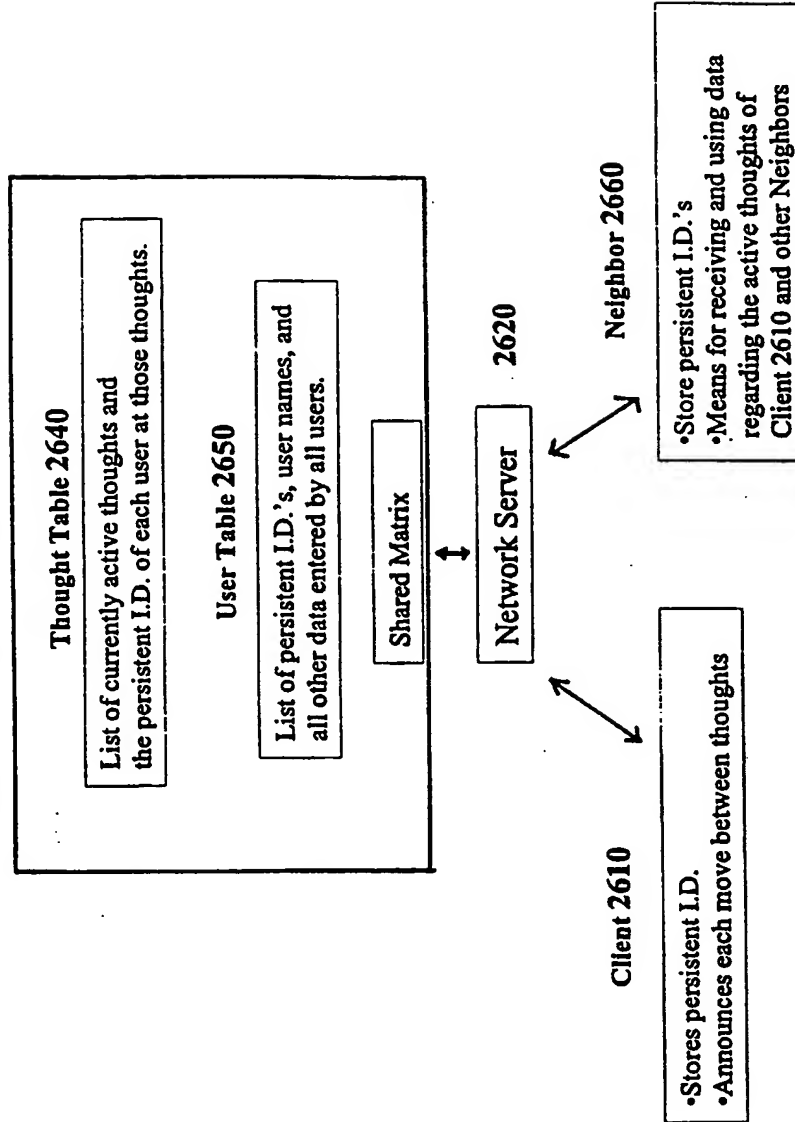 Thought Table 2640
List of currently active thoughts and
the persistent I.D. of each user at those thoughts.
User Table 2650
List of persistent I.D.'s, user names, and
all other data entered by all users.
Shared Matrix
Network Server
2620
Client 2610
•Stores persistent I.D.
•Announces each move between thoughts
Neighbor 2660
•Store persistent I.D.'s
•Means for receiving and using data
regarding the active thoughts of
Client 2610 and other Neighbors